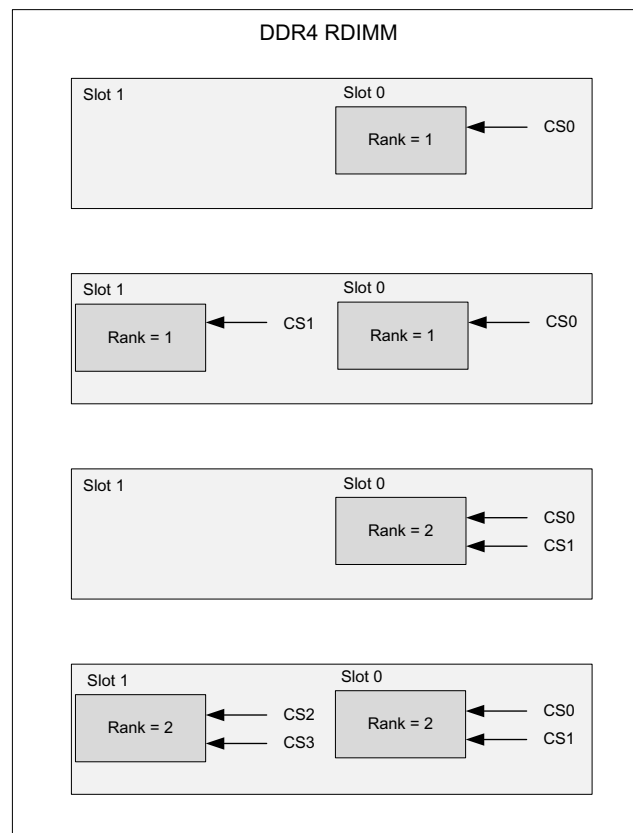 DDR4 RDIMM
Slot 1
Slot 0
Rank = 1
CS0
Slot 1
Slot 0
Rank = 1
CS1
Rank = 1
CS0
Slot 1
Slot 0
Rank = 2
CS0
CS1
Slot 1
Slot 0
Rank = 2
CS2
CS3
Rank = 2
CS0
CS1